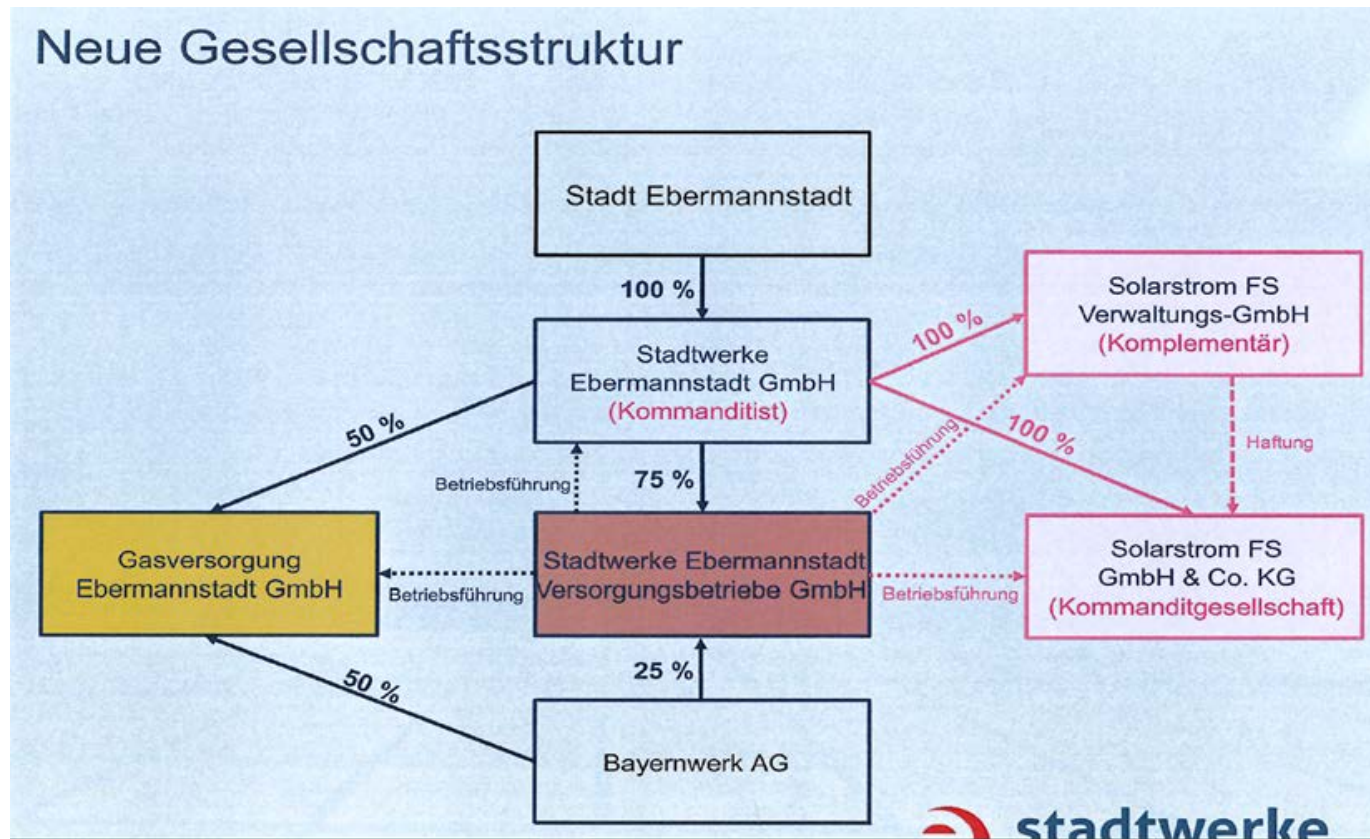 Neue Gesellschaftsstruktur
Stadt Ebermannstadt
100 %
Solarstrom FS
Verwaltungs-GmbH
(Komplementär)
100 %
Stadtwerke
Ebermannstadt GmbH
(Kommanditist)
50 %
100 %
Haftung
Betriebsführung
75 %
Betriebsführung
Gasversorgung
Ebermannstadt GmbH
Betriebsführung
Stadtwerke Ebermannstadt
Versorgungsbetriebe GmbH
Betriebsführung
Solarstrom FS
GmbH & Co. KG
(Kommanditgesellschaft)
25 %
50 %
Bayernwerk AG
stadtwerke